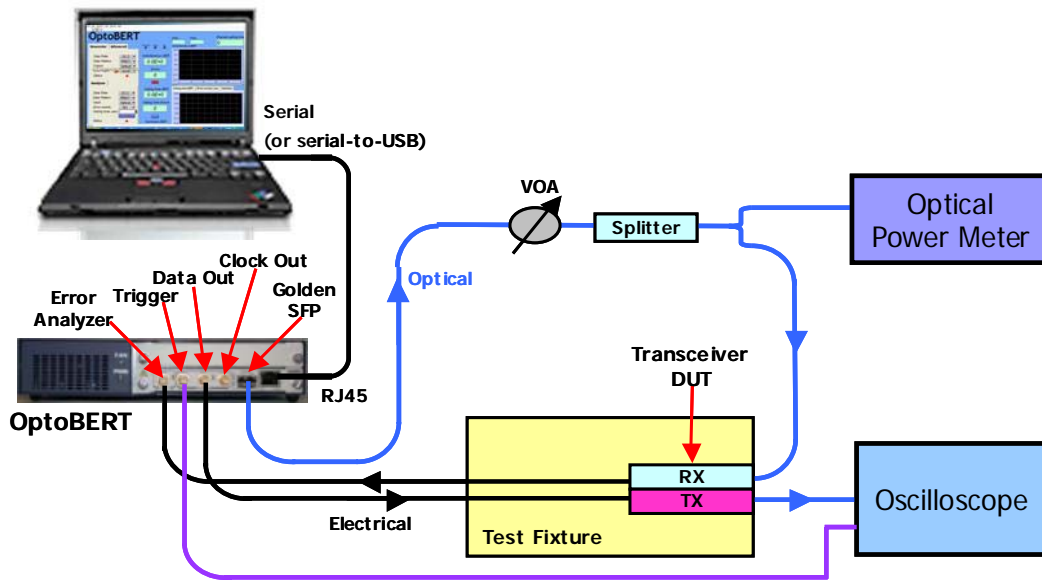 OptoBERT
Serial
(or serial-to-USB)
VOA
Splitter
Optical
Power Meter
Clock Out
Data Out
Trigger
Golden
SFP
Error
Analyzer
Optical
Transceiver
DUT
RJ45
OptoBERT
RX
TX
Oscilloscope
Electrical
Test Fixture